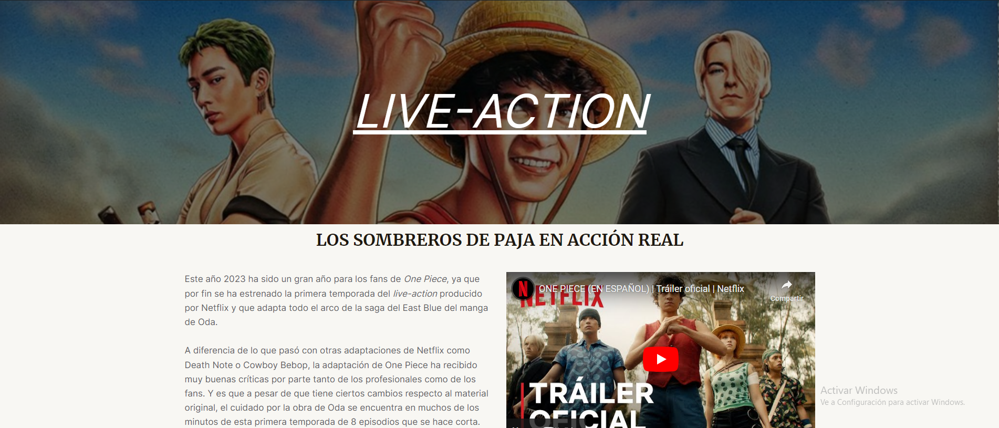 LIVE-ACTION
LOS SOMBREROS DE PAJA EN ACCIÓN REAL
Este año 2023 ha sido un gran año para los fans de One Piece, ya que
por fin se ha estrenado la primera temporada del live-action producido
por Netflix y que adapta todo el arco de la saga del East Blue del manga
de Oda.
A diferencia de lo que pasó con otras adaptaciones de Netflix como
Death Note o Cowboy Bebop, la adaptación de One Piece ha recibido
muy buenas críticas por parte tanto de los profesionales como de los
fans. Y es que a pesar de que tiene ciertos cambios respecto al material
original, el cuidado por la obra de Oda se encuentra en muchos de los
minutos de esta primera temporada de 8 episodios que se hace corta.
N
ONE PIECE (EN ESPAÑOL) | Tráiler oficial | Netflix
Compartir
NETFLIX
TRÁILER
OFICIAL
Activar Windows
Ve a Configuración para activar Windows.